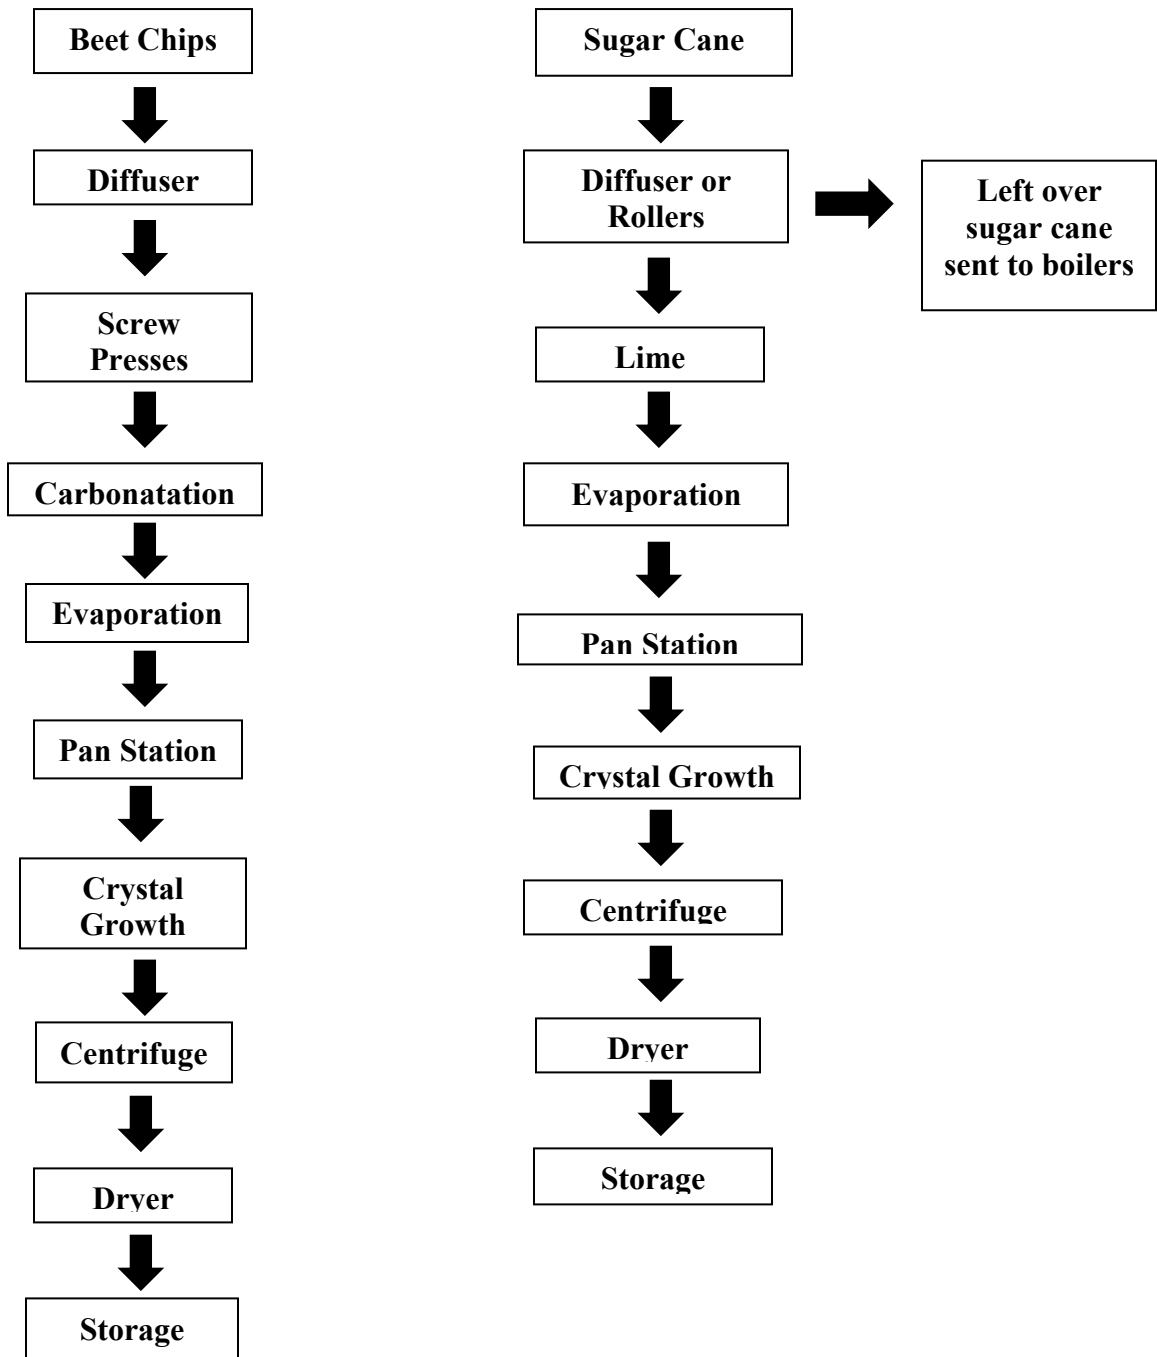 Beet Chips
Diffuser
Screw
Presses
Carbonatation
Evaporation
Pan Station
Crystal
Growth
Centrifuge
Dryer
Storage
Sugar Cane
Diffuser or
Rollers
Left over
sugar cane
sent to boilers
Lime
Evaporation
Pan Station
Crystal Growth
Centrifuge
Dryer
Storage